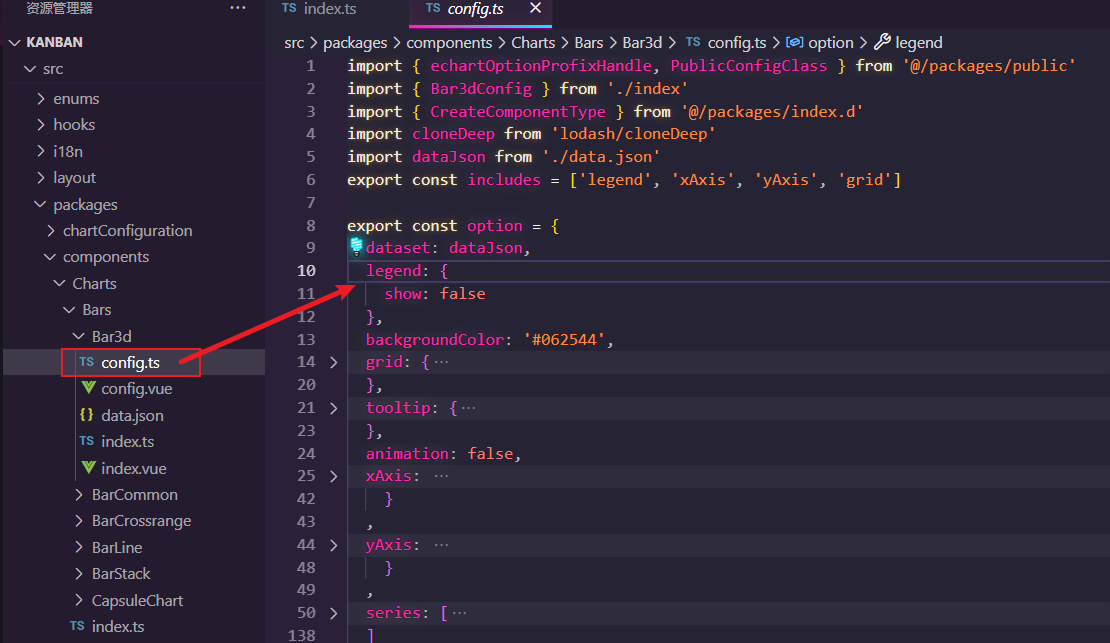 资源管理器 ···
KANBAN
src
enums
hooks
i18n
layout
packages
chartConfiguration
components
Charts
Bars
Bar3d
TS config.ts
config.vue
{} data.json
TS index.ts
index.vue
BarCommon
BarCrossrange
BarLine
BarStack
CapsuleChart
TS index.ts
TS index.ts TS config.ts ×
src > packages > components > Charts > Bars > Bar3d > TS config.ts > option > legend
1 import { echartOptionProfixHandle, PublicConfigClass } from '@/packages/public'
2 import { Bar3dConfig } from './index'
3 import { CreateComponentType } from '@/packages/index.d'
4 import cloneDeep from 'lodash/cloneDeep'
5 import dataJson from './data.json'
6 export const includes = ['legend', 'xAxis', 'yAxis', 'grid']
7
8 export const option = {
9 dataset: dataJson,
10 legend: {
11 show: false
12 },
13 backgroundColor: '#062544',
14 > grid: { ···
20 },
21 > tooltip: { ···
23 },
24 animation: false,
25 > xAxis: ···
42 }
43 ,
44 > yAxis: ···
48 }
49 ,
50 > series: [ ···
138 ]